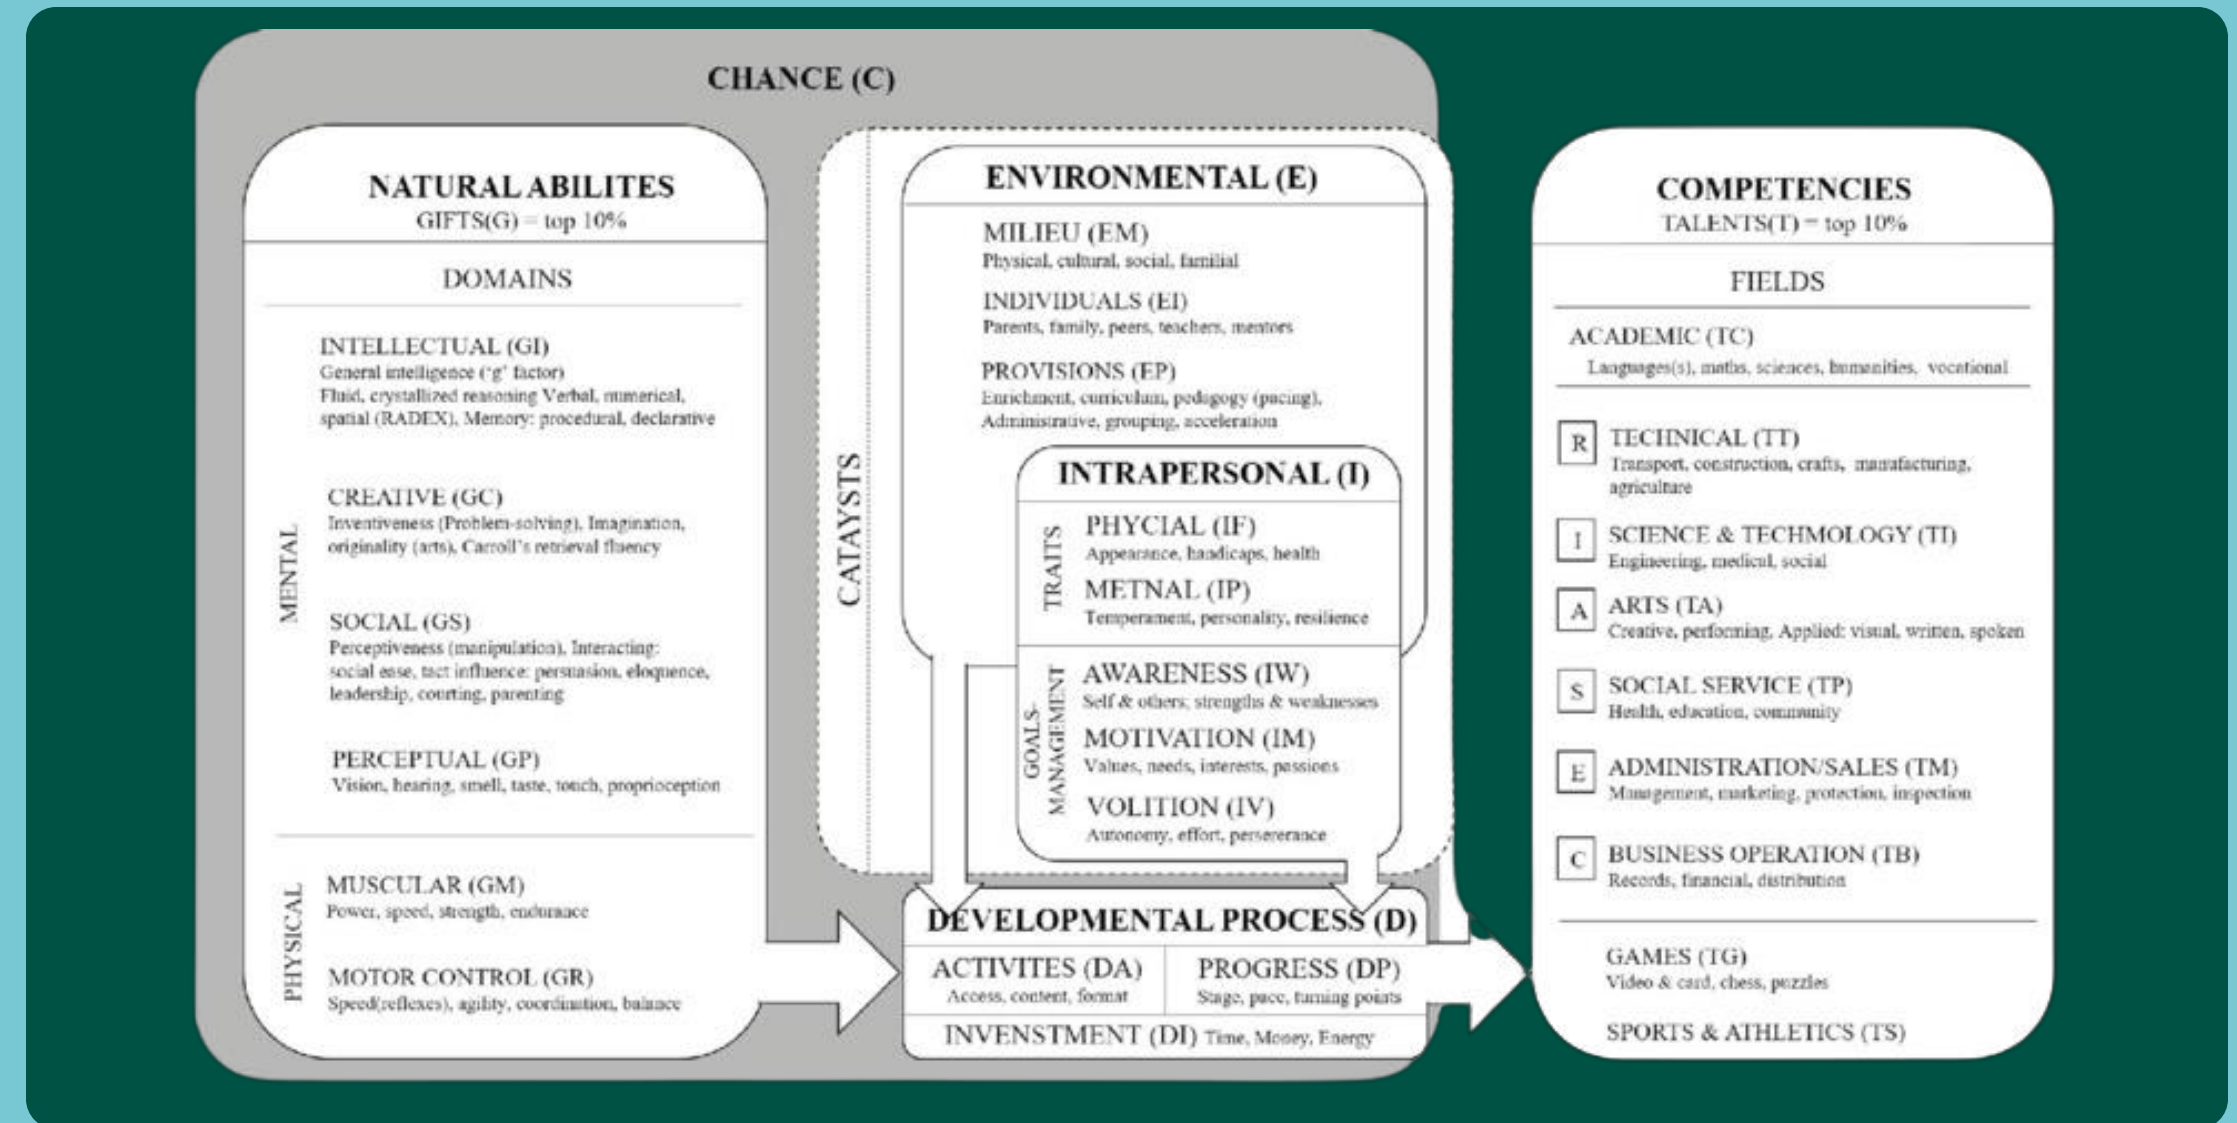 CHANCE (C)
NATURAL ABILITES
GIFTS(G) = top 10%
DOMAINS
MENTAL
INTELLECTUAL (GI)
General intelligence ('g' factor)
Fluid, crystallized reasoning Verbal, numerical,
spatial (RADEX), Memory: procedural, declarative
CREATIVE (GC)
Inventiveness (Problem-solving), Imagination,
originality (arts), Carroll's retrieval fluency
SOCIAL (GS)
Perceptiveness (manipulation), Interacting:
social ease, tact influence: persuasion, eloquence,
leadership, courting, parenting
PERCEPTUAL (GP)
Vision, hearing, smell, taste, touch, proprioception
PHYSICAL
MUSCULAR (GM)
Power, speed, strength, endurance
MOTOR CONTROL (GR)
Speed(reflexes), agility, coordination, balance
CATAYSTS
ENVIRONMENTAL (E)
MILIEU (EM)
Physical, cultural, social, familial
INDIVIDUALS (EI)
Parents, family, peers, teachers, mentors
PROVISIONS (EP)
Enrichment, curriculum, pedagogy (pacing),
Administrative, grouping, acceleration
INTRAPERSONAL (I)
TRAITS
PHYCIAL (IF)
Appearance, handicaps, health
METNAL (IP)
Temperament, personality, resilience
GOALS-
MANAGEMENT
AWARENESS (IW)
Self & others; strengths & weaknesses
MOTIVATION (IM)
Values, needs, interests, passions
VOLITION (IV)
Autonomy, effort, persererance
DEVELOPMENTAL PROCESS (D)
ACTIVITES (DA)
Access, content, format
PROGRESS (DP)
Stage, pace, turning points
INVENSTMENT (DI) Time, Money, Energy
COMPETENCIES
TALENTS(T) = top 10%
FIELDS
ACADEMIC (TC)
Languages(s), maths, sciences, humanities, vocational
R
TECHNICAL (TT)
Transport, construction, crafts, manufacturing,
agriculture
I
SCIENCE & TECHNOLOGY (TI)
Engineering, medical, social
A
ARTS (TA)
Creative, performing, Applied: visual, written, spoken
S
SOCIAL SERVICE (TP)
Health, education, community
E
ADMINISTRATION/SALES (TM)
Management, marketing, protection, inspection
C
BUSINESS OPERATION (TB)
Records, financial, distribution
GAMES (TG)
Video & card, chess, puzzles
SPORTS & ATHLETICS (TS)